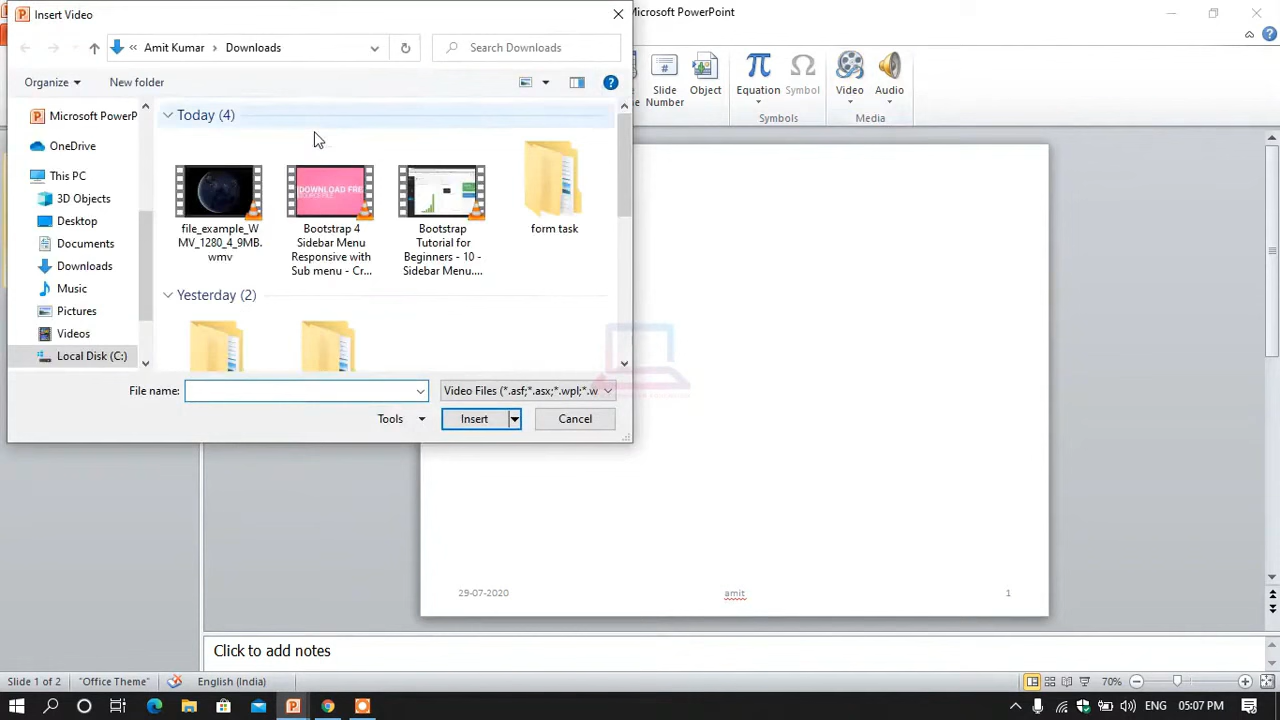 Insert Video
Microsoft PowerPoint
Amit Kumar
Downloads
Search Downloads
Organize
New folder
Slide
Number
Object
Equation
Symbol
Video
Audio
Symbols
Media
Microsoft PowerP
OneDrive
This PC
3D Objects
Desktop
Documents
Downloads
Music
Pictures
Videos
Local Disk (C:)
Today (4)
file_example_W
MV_1280_4_9MB.
wmv
DOWNLOAD FRE
Bootstrap 4
Sidebar Menu
Responsive with
Sub menu - Cr...
Bootstrap
Tutorial for
Beginners - 10 -
Sidebar Menu....
form task
Yesterday (2)
File name:
Video Files (*.asf;*.asx;*.wpl;*.w
Tools
Insert
Cancel
29-07-2020
amit
1
Click to add notes
Slide 1 of 2
"Office Theme"
English (India)
70%
ENG
05:07 PM